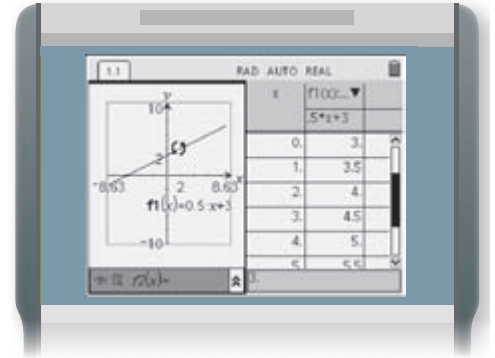 1.1 RAD AUTO REAL
y
10
2
x
-8.63 2 8.63
f1(x)=0.5·x+3
-10
f2(x)=
x f1(x):...▼
.5*x+3
0. 3.
1. 3.5
2. 4.
3. 4.5
4. 5.
5. 5.5
3.